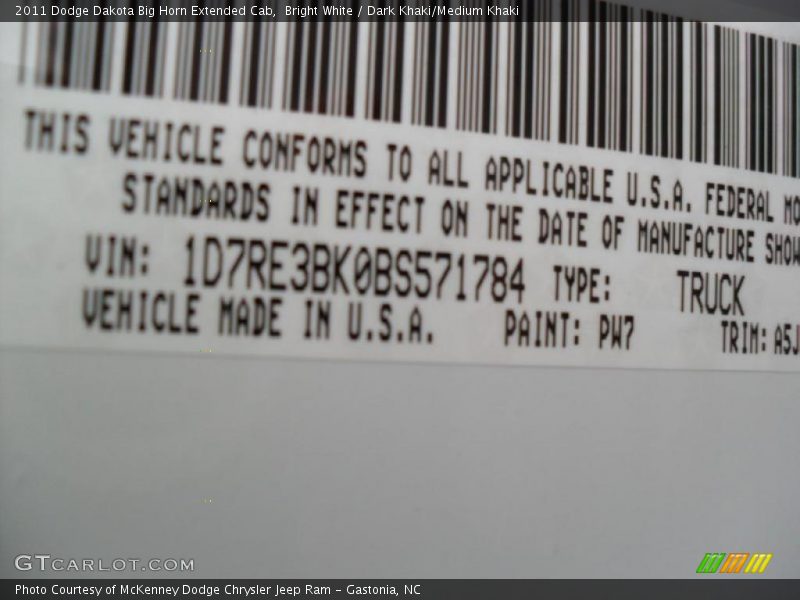 2011 Dodge Dakota Big Horn Extended Cab,  Bright White / Dark Khaki/Medium Khaki
THIS VEHICLE CONFORMS TO ALL APPLICABLE U.S.A. FEDERAL MO
STANDARDS IN EFFECT ON THE DATE OF MANUFACTURE SHOW
VIN: 1D7RE3BK0BS571784 TYPE: TRUCK
VEHICLE MADE IN U.S.A. PAINT: PW7 TRIM: A5J
GTCARLOT.COM
Photo Courtesy of McKenney Dodge Chrysler Jeep Ram - Gastonia, NC